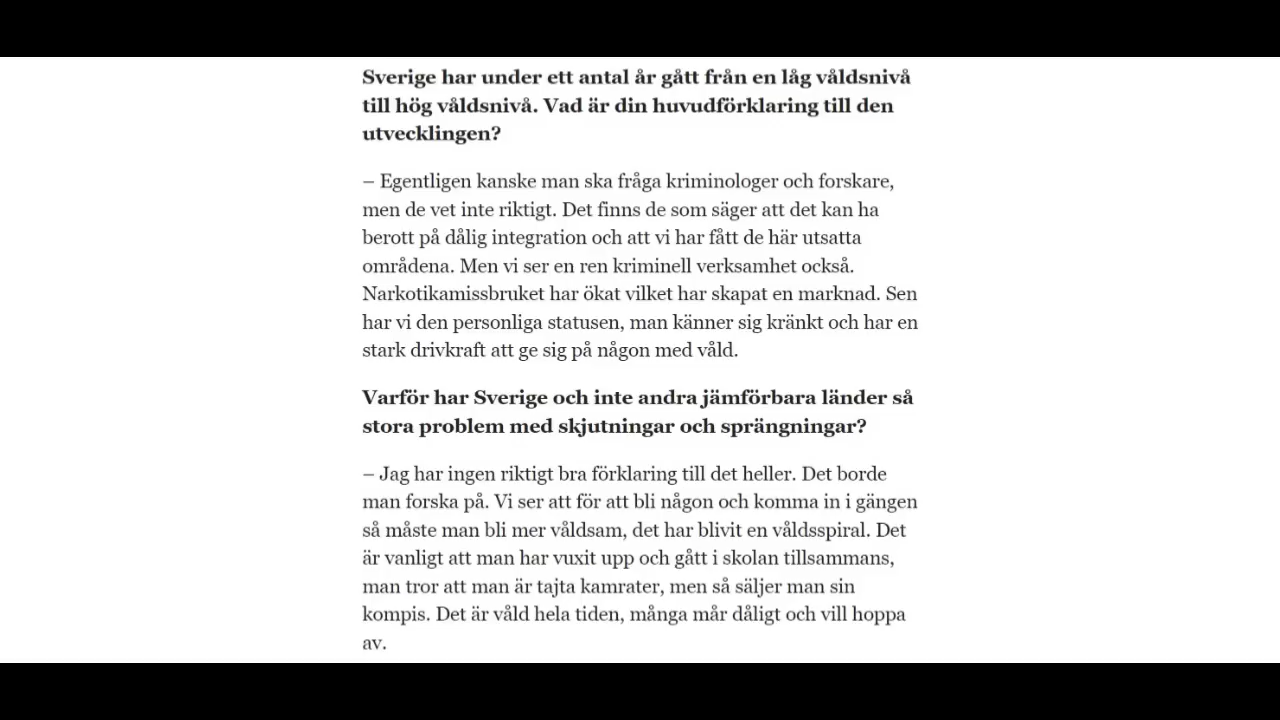 Sverige har under ett antal år gått från en låg våldsnivå
till hög våldsnivå. Vad är din huvudförklaring till den
utvecklingen?
– Egentligen kanske man ska fråga kriminologer och forskare,
men de vet inte riktigt. Det finns de som säger att det kan ha
berott på dålig integration och att vi har fått de här utsatta
områdena. Men vi ser en ren kriminell verksamhet också.
Narkotikamissbruket har ökat vilket har skapat en marknad. Sen
har vi den personliga statusen, man känner sig kränkt och har en
stark drivkraft att ge sig på någon med våld.
Varför har Sverige och inte andra jämförbara länder så
stora problem med skjutningar och sprängningar?
– Jag har ingen riktigt bra förklaring till det heller. Det borde
man forska på. Vi ser att för att bli någon och komma in i gängen
så måste man bli mer våldsam, det har blivit en våldsspiral. Det
är vanligt att man har vuxit upp och gått i skolan tillsammans,
man tror att man är tajta kamrater, men så säljer man sin
kompis. Det är våld hela tiden, många mår dåligt och vill hoppa
av.